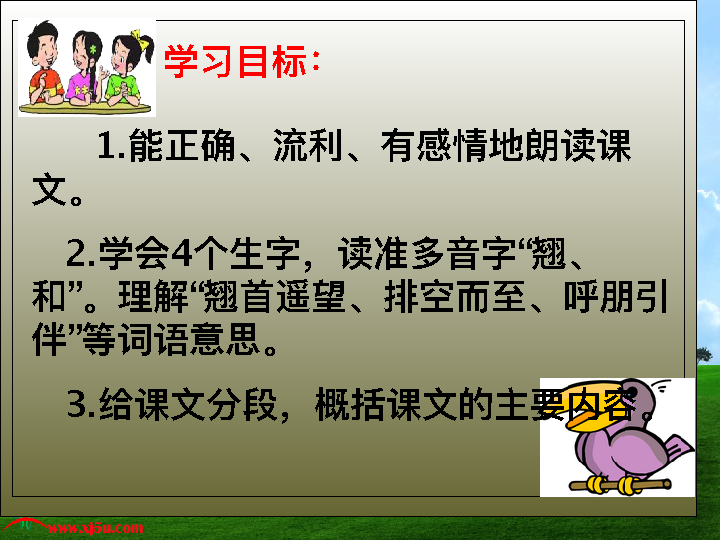 学习目标：
1.能正确、流利、有感情地朗读课
文。
2.学会4个生字，读准多音字“翘、
和”。理解“翘首遥望、排空而至、呼朋引
伴”等词语意思。
3.给课文分段，概括课文的主要内容。
www.xj5u.com